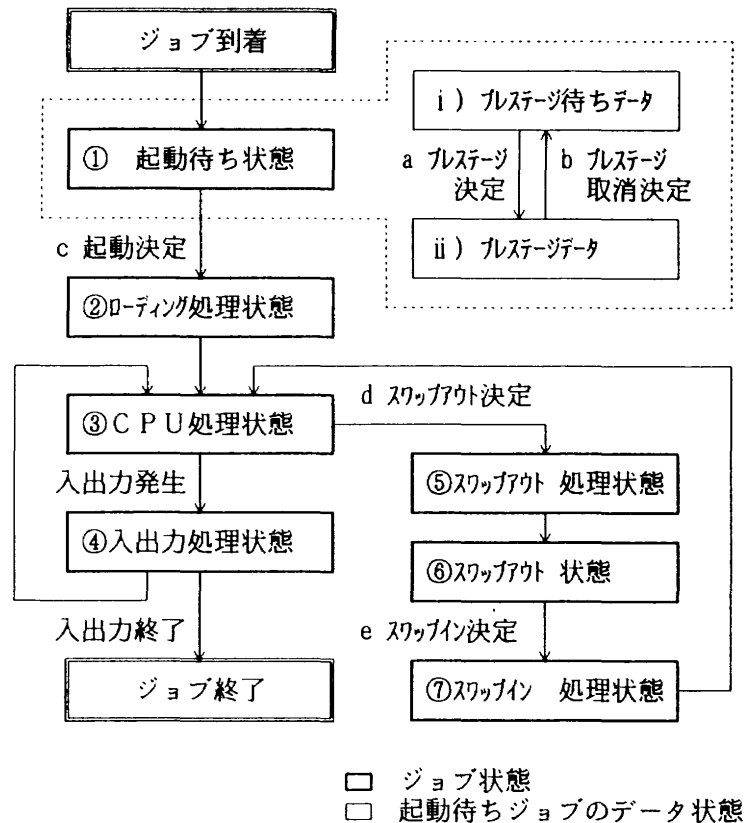 ジョブ到着
① 起動待ち状態
i) プレステージ待ちデータ
a プレステージ
決定
b プレステージ
取消決定
ii) プレステージデータ
c 起動決定
②ローディング処理状態
③CPU処理状態
d スワップアウト決定
入出力発生
④入出力処理状態
⑤スワップアウト 処理状態
⑥スワップアウト 状態
入出力終了
e スワップイン決定
ジョブ終了
⑦スワップイン 処理状態
□ ジョブ状態
□ 起動待ちジョブのデータ状態